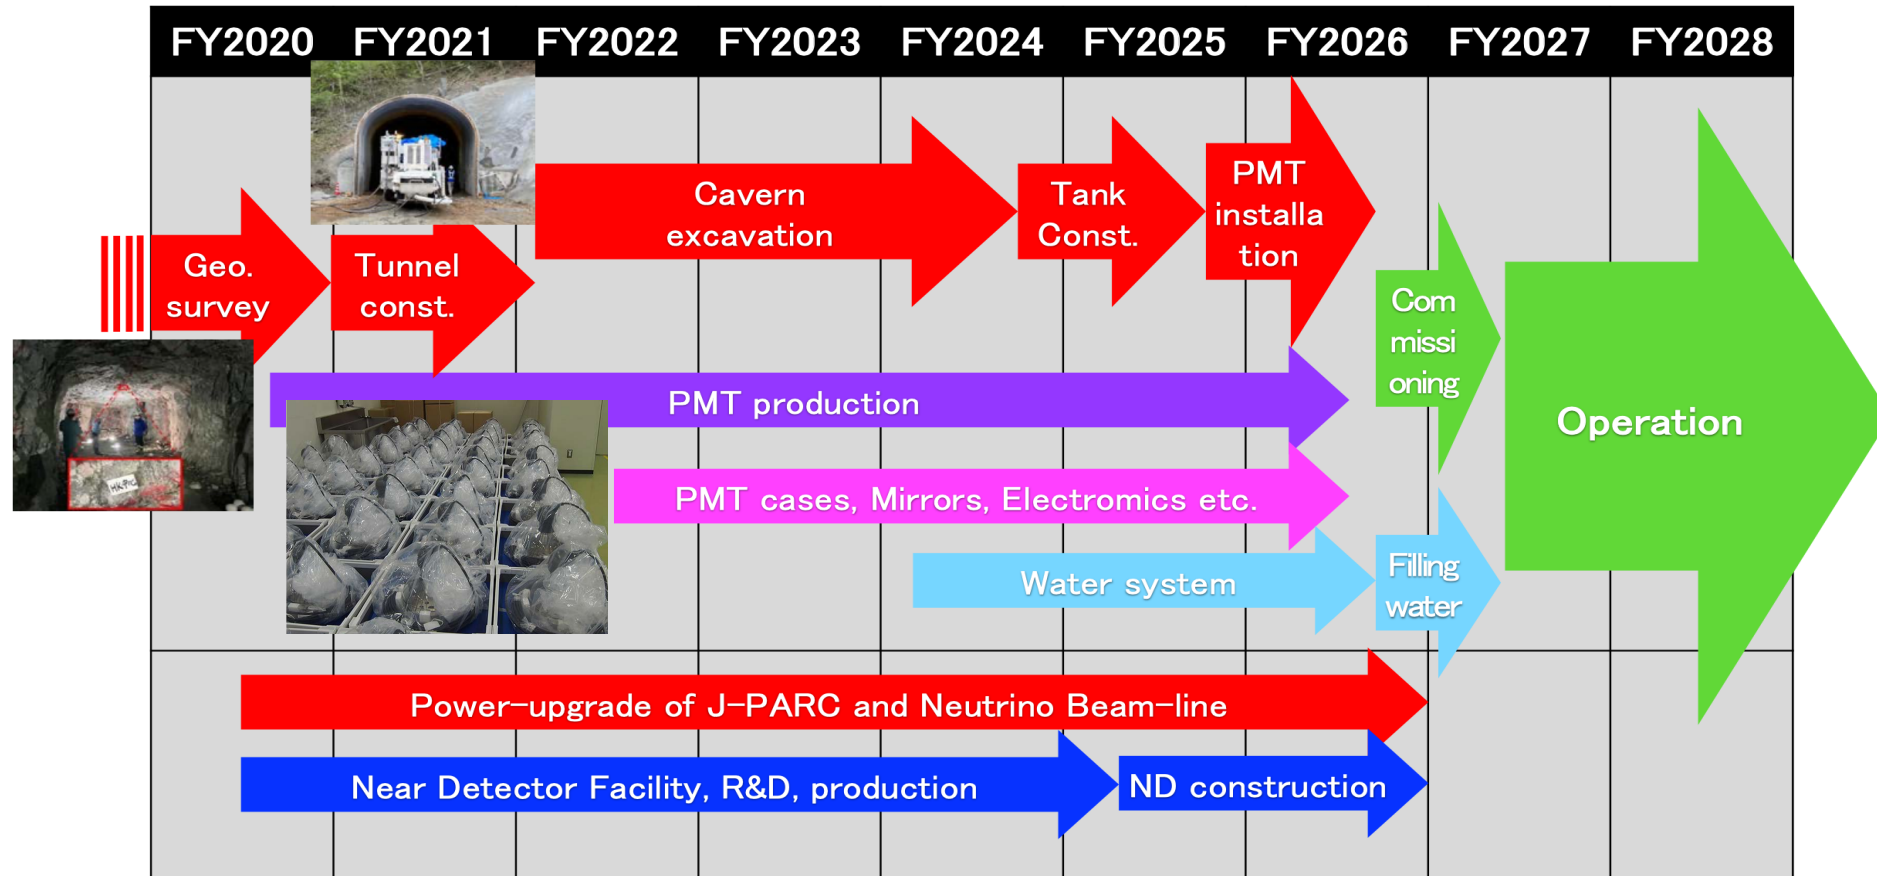 FY2020 FY2021 FY2022 FY2023 FY2024 FY2025 FY2026 FY2027 FY2028
Geo.
survey
Tunnel
const.
Cavern
excavation
Tank
Const.
PMT
installa
tion
Com
missi
oning
Operation
PMT production
PMT cases, Mirrors, Electromics etc.
Water system
Filling
water
Power-upgrade of J-PARC and Neutrino Beam-line
Near Detector Facility, R&D, production
ND construction